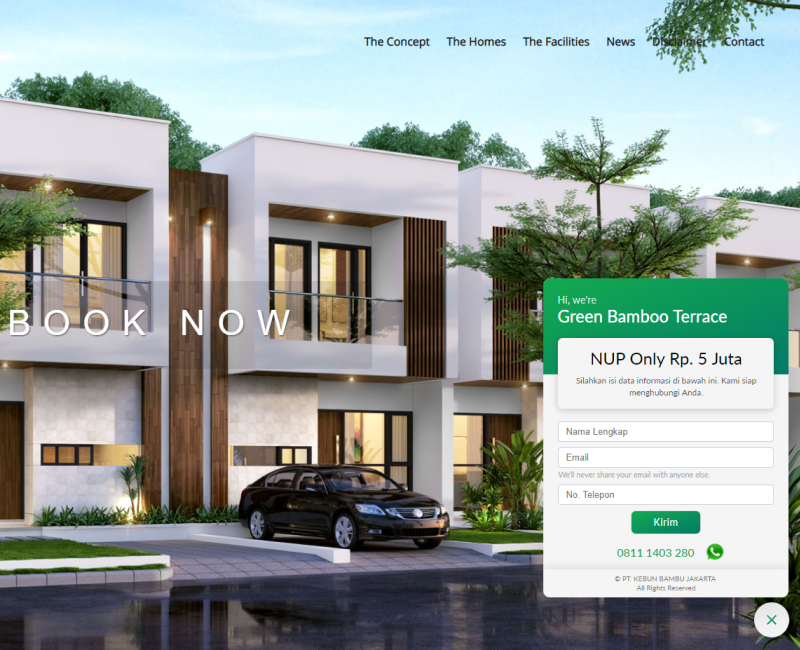 The Concept
The Homes
The Facilities
News
Disclaimer
Contact
BOOK NOW
Hi, we're
Green Bamboo Terrace
NUP Only Rp. 5 Juta
Silahkan isi data informasi di bawah ini. Kami siap
menghubungi Anda.
Nama Lengkap
Email
We'll never share your email with anyone else.
No. Telepon
Kirim
0811 1403 280
© PT. KEBUN BAMBU JAKARTA
All Rights Reserved